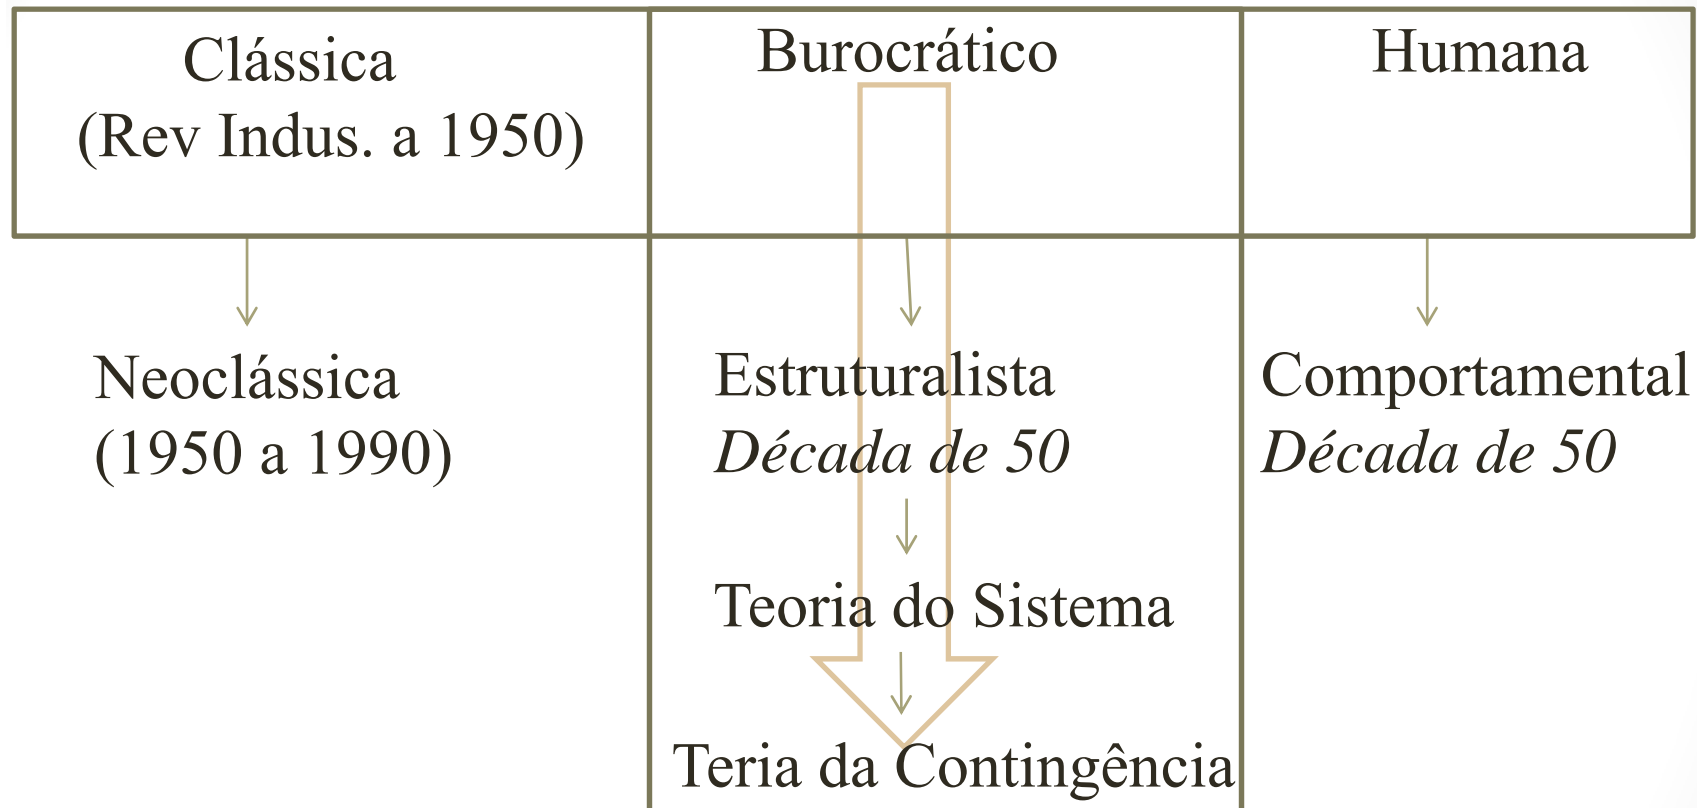 Clássica
(Rev Indus. a 1950)
Burocrático
Humana
Neoclássica
(1950 a 1990)
Estruturalista
Década de 50
Comportamental
Década de 50
Teoria do Sistema
Teria da Contingência